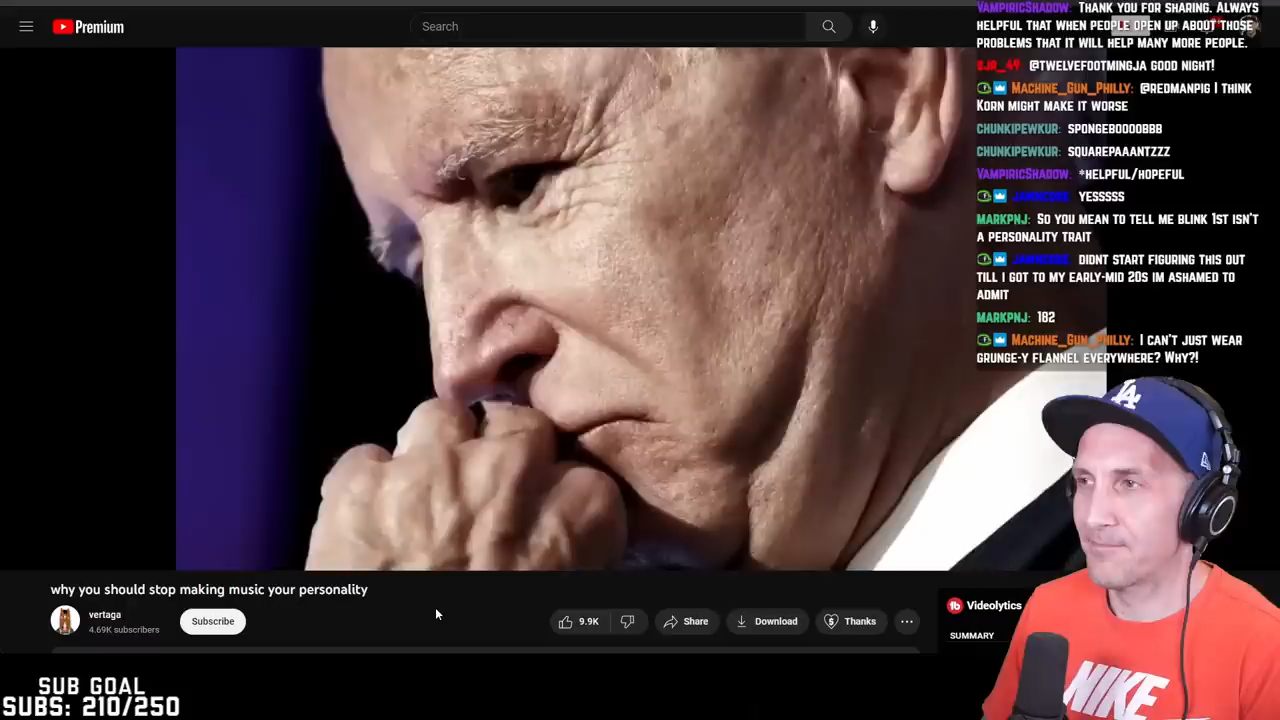 Premium
Search
VampiricShadow: Thank you for sharing. Always
helpful that when people open up about those
problems that it will help many more people.
BJR_49 @twelvefootmingja good night!
Machine_Gun_Philly: @redmanpig I think
Korn might make it worse
chunkipewkur: spongebooobbb
chunkipewkur: squarepaaantzzz
VampiricShadow: *helpful/hopeful
yesssss
markpnj: So you mean to tell me blink 1st isn't
a personality trait
didnt start figuring this out
till i got to my early-mid 20s im ashamed to
admit
markpnj: 182
Machine_Gun_Philly: I can't just wear
grunge-y flannel everywhere? Why?!
LA
why you should stop making music your personality
vertaga
4.69K subscribers
Subscribe
9.9K
Share
Download
Thanks
Videolytics
SUMMARY
NIKE
SUB GOAL
SUBS: 210/250